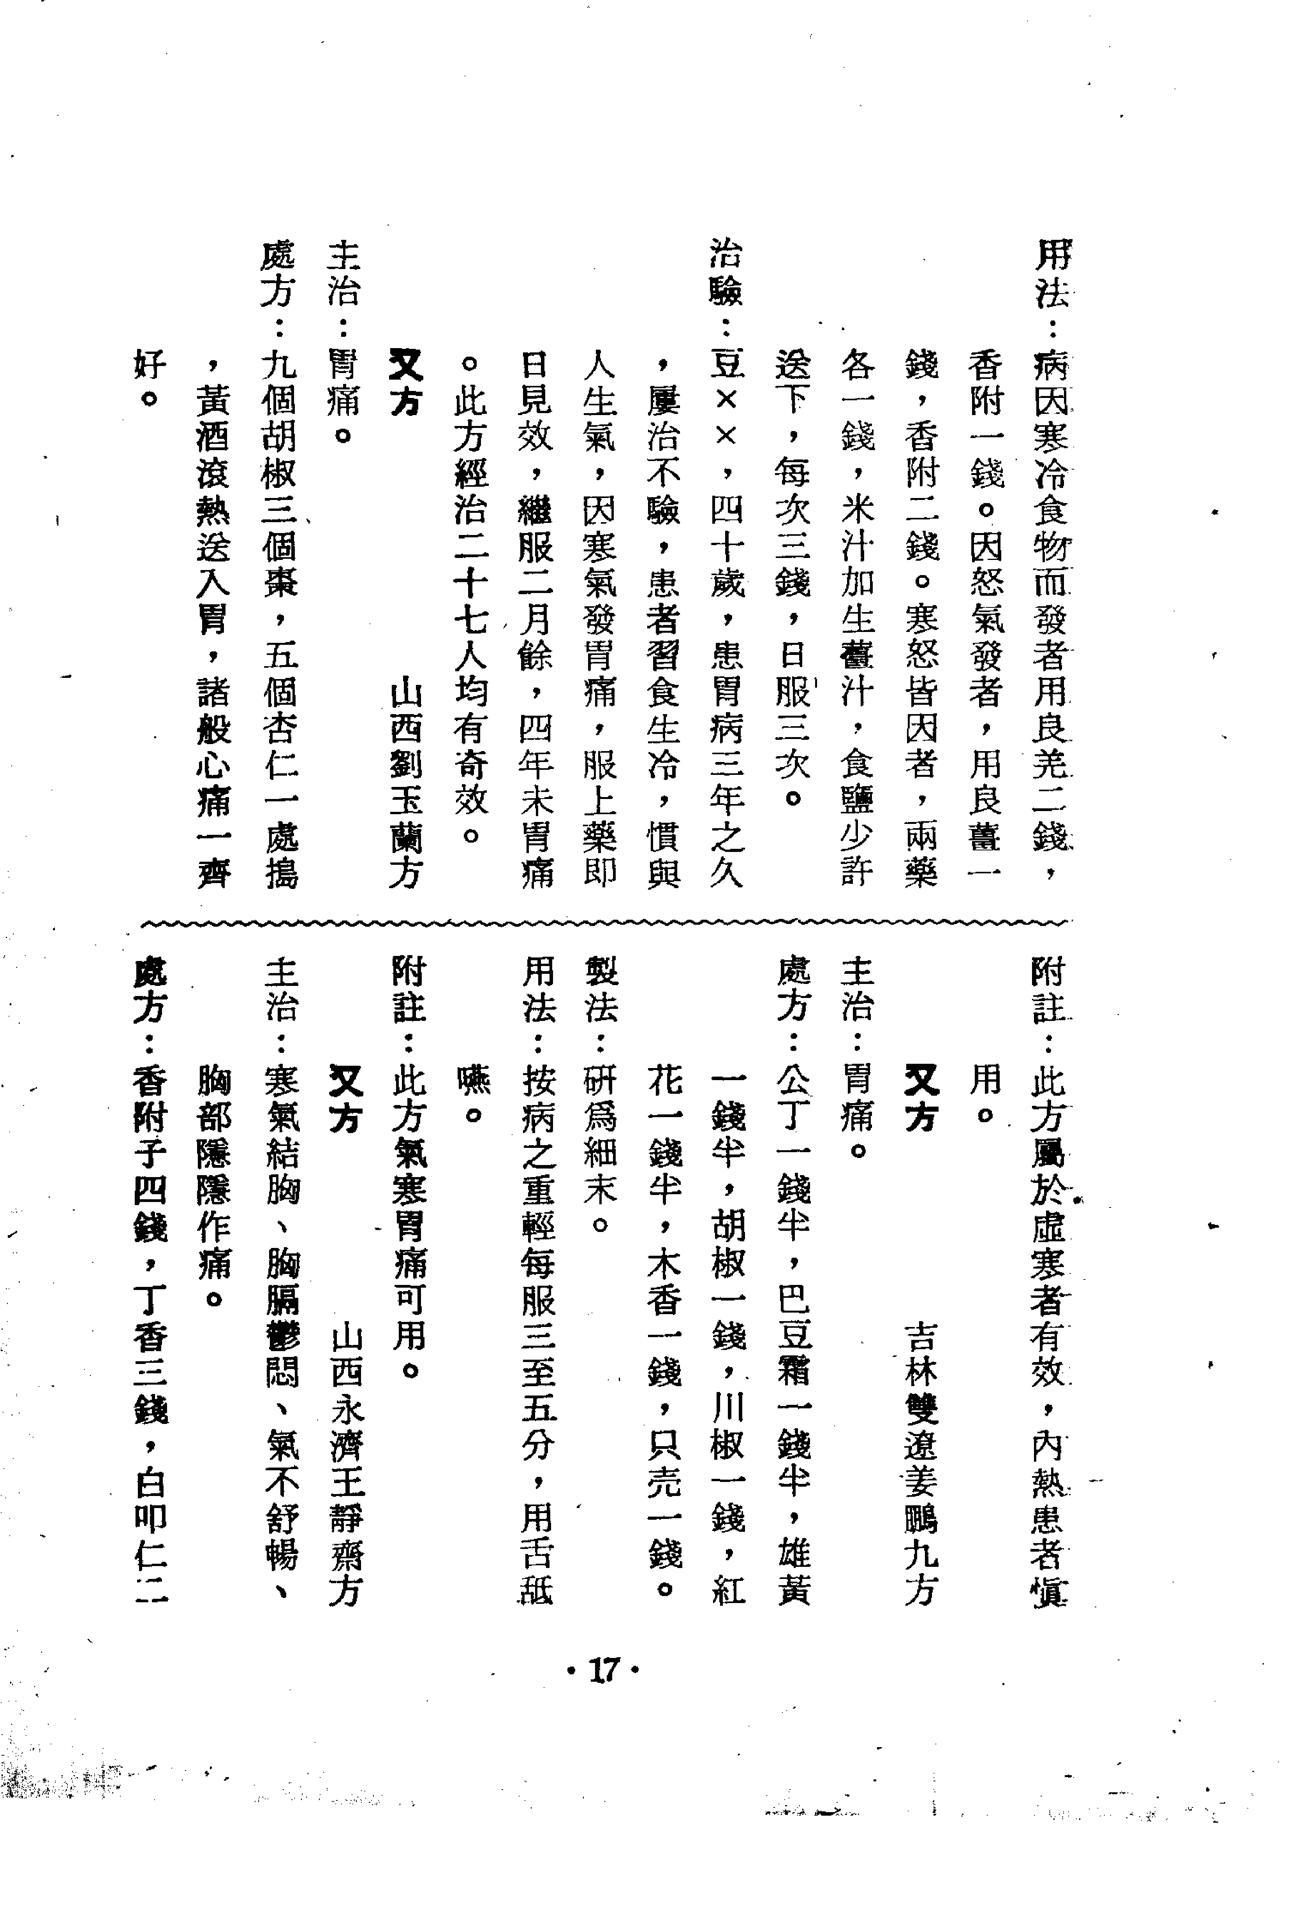 用法：病因寒冷食物而發者用良羌二錢，
香附一錢。因怒氣發者，用良薑一
錢，香附二錢。寒怒皆因者，兩藥
各一錢，米汁加生薑汁，食鹽少許
送下，每次三錢，日服三次。
治驗：豆××，四十歲，患胃病三年之久
，屢治不驗，患者習食生冷，慣與
人生氣，因寒氣發胃痛，服上藥即
日見效，繼服二月餘，四年未胃痛
。此方經治二十七人均有奇效。
又方　山西劉玉蘭方
主治：胃痛。
處方：九個胡椒三個棗，五個杏仁一處搗
，黃酒滾熱送入胃，諸般心痛一齊
好。
附註：此方屬於虛寒者有效，內熱患者愼
用。
又方　吉林雙遼姜鵬九方
主治：胃痛。
處方：公丁一錢半，巴豆霜一錢半，雄黃
一錢半，胡椒一錢，川椒一錢，紅
花一錢半，木香一錢，只壳一錢。
製法：研爲細末。
用法：按病之重輕每服三至五分，用舌舐
嚥。
附註：此方氣寒胃痛可用。
又方　山西永濟王靜齋方
主治：寒氣結胸、胸膈鬱悶、氣不舒暢、
胸部隱隱作痛。
處方：香附子四錢，丁香三錢，白叩仁二
·17·